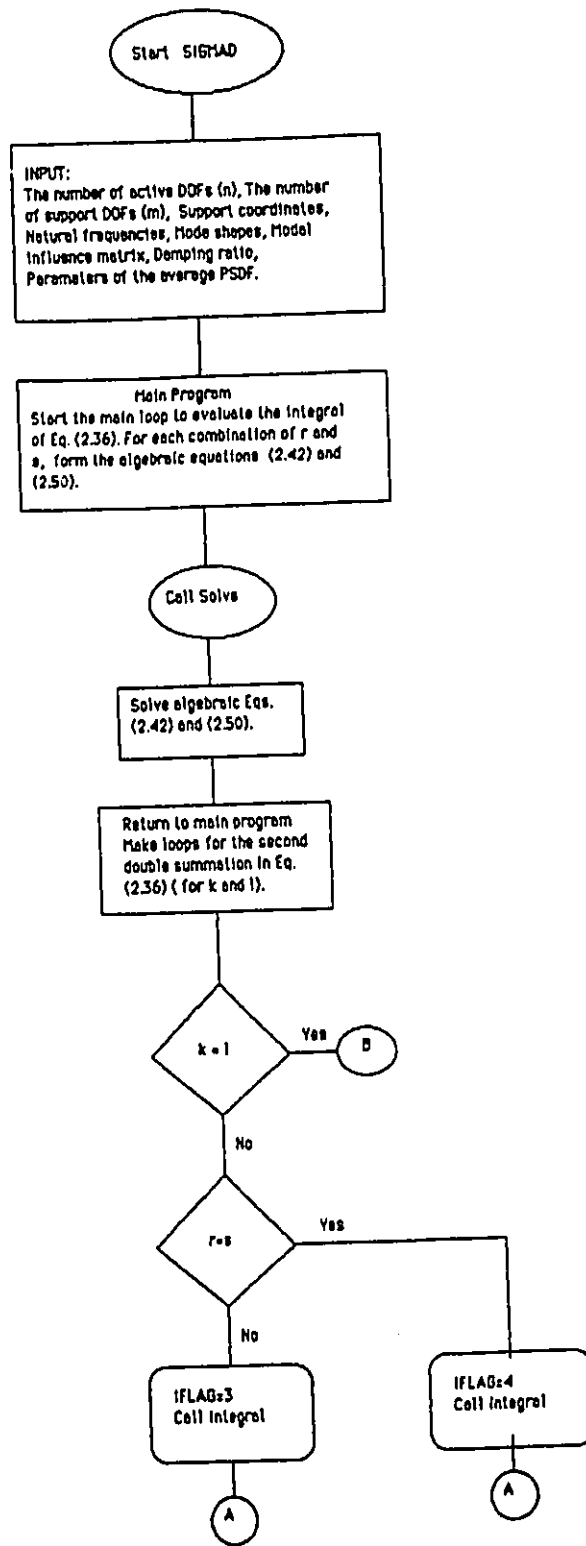 Start SIGMAD
INPUT:
The number of active DOFs (n), The number
of support DOFs (m), Support coordinates,
Natural frequencies, Mode shapes, Modal
influence matrix, Damping ratio,
Parameters of the average PSDF.
Main Program
Start the main loop to evaluate the integral
of Eq. (2.36). For each combination of r and
s, form the algebraic equations (2.42) and
(2.50).
Call Solve
Solve algebraic Eqs.
(2.42) and (2.50).
Return to main program
Make loops for the second
double summation in Eq.
(2.36) ( for k and l).
k = l
Yes
B
No
r=s
Yes
No
IFLAG=3
Call Integral
IFLAG=4
Call Integral
A
A